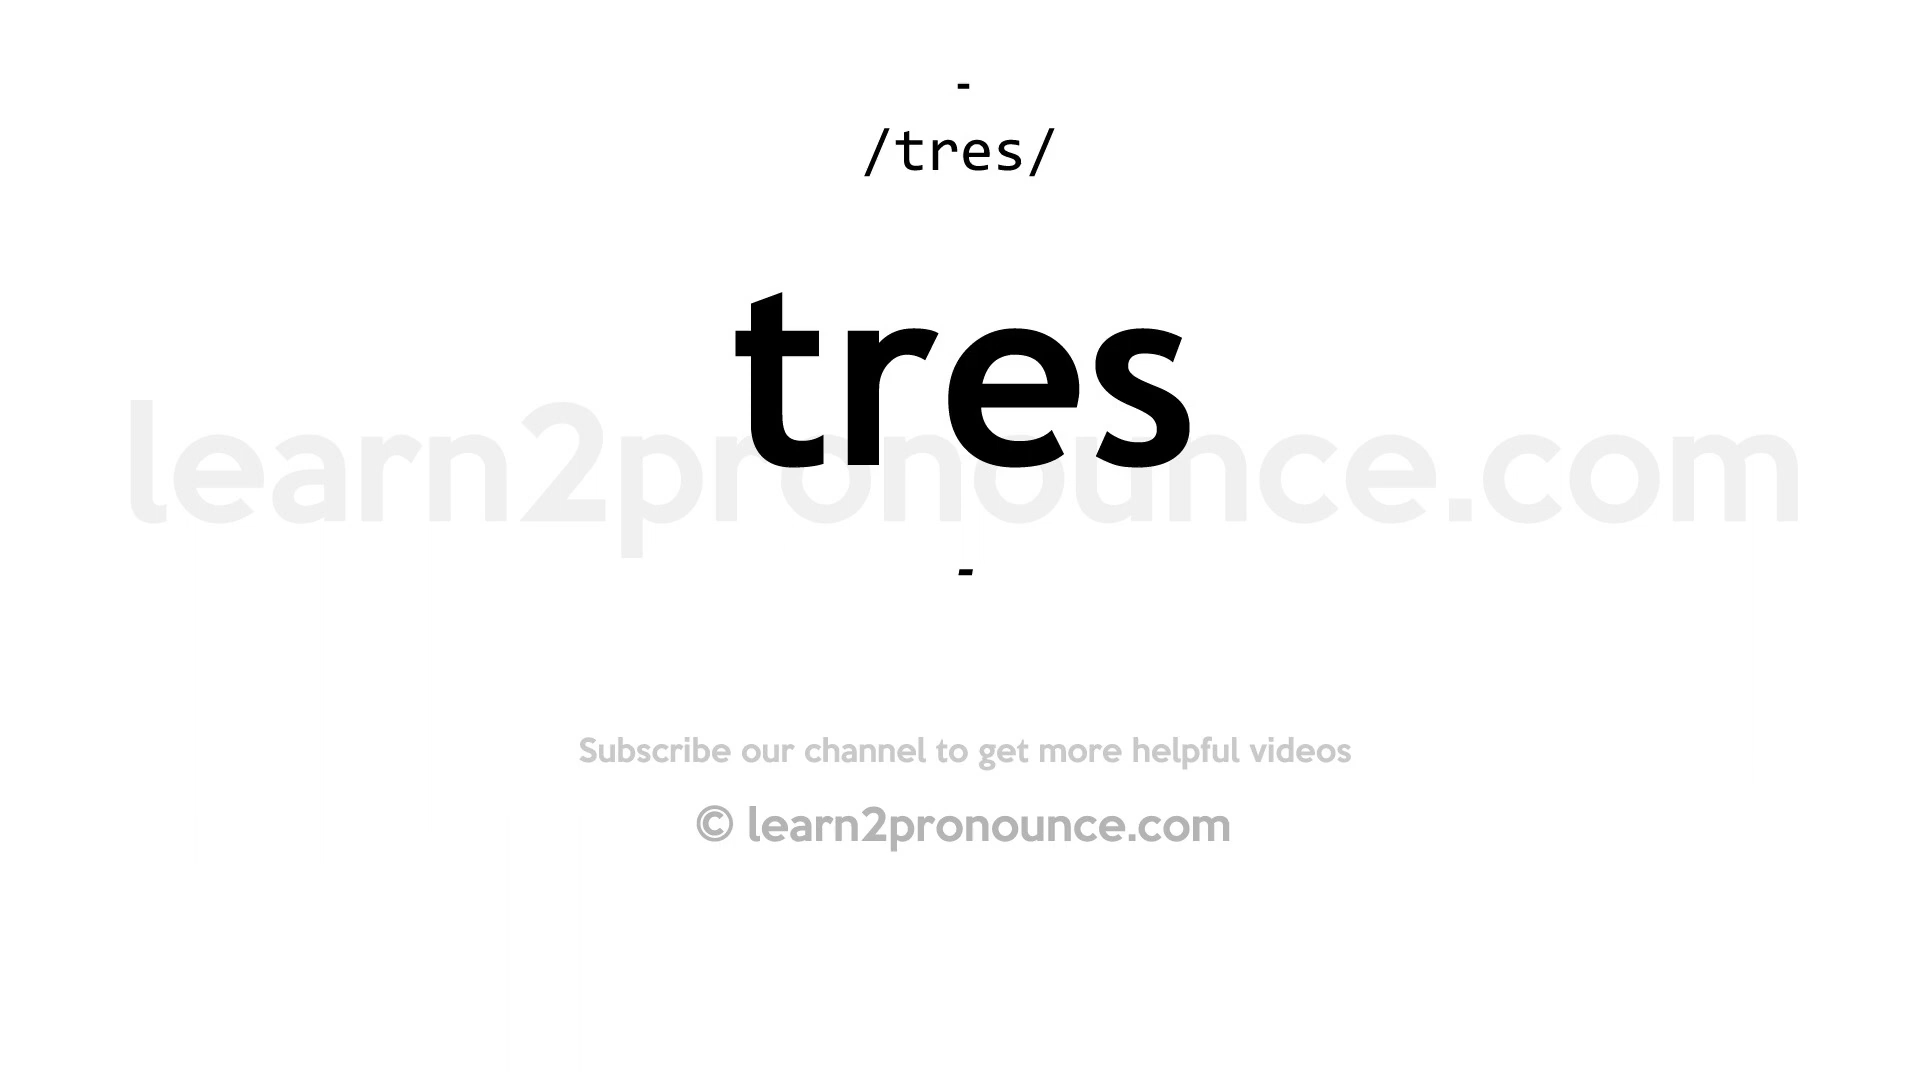 -
/tres/
tres
learn2pronounce.com
-
Subscribe our channel to get more helpful videos
© learn2pronounce.com